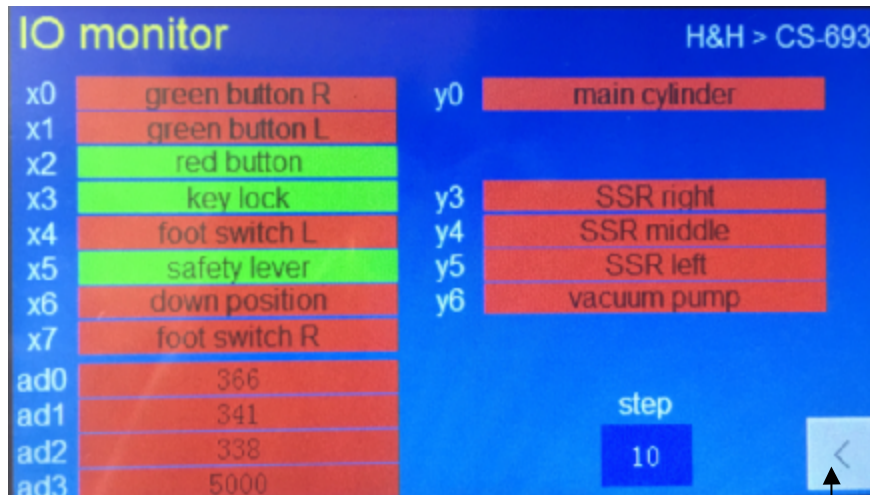 IO monitor
H&H > CS-693
x0 green button R y0 main cylinder
x1 green button L
x2 red button
x3 key lock y3 SSR right
x4 foot switch L y4 SSR middle
x5 safety lever y5 SSR left
x6 down position y6 vacuum pump
x7 foot switch R
ad0 366
ad1 341
step
ad2 338
10
<
ad3 5000